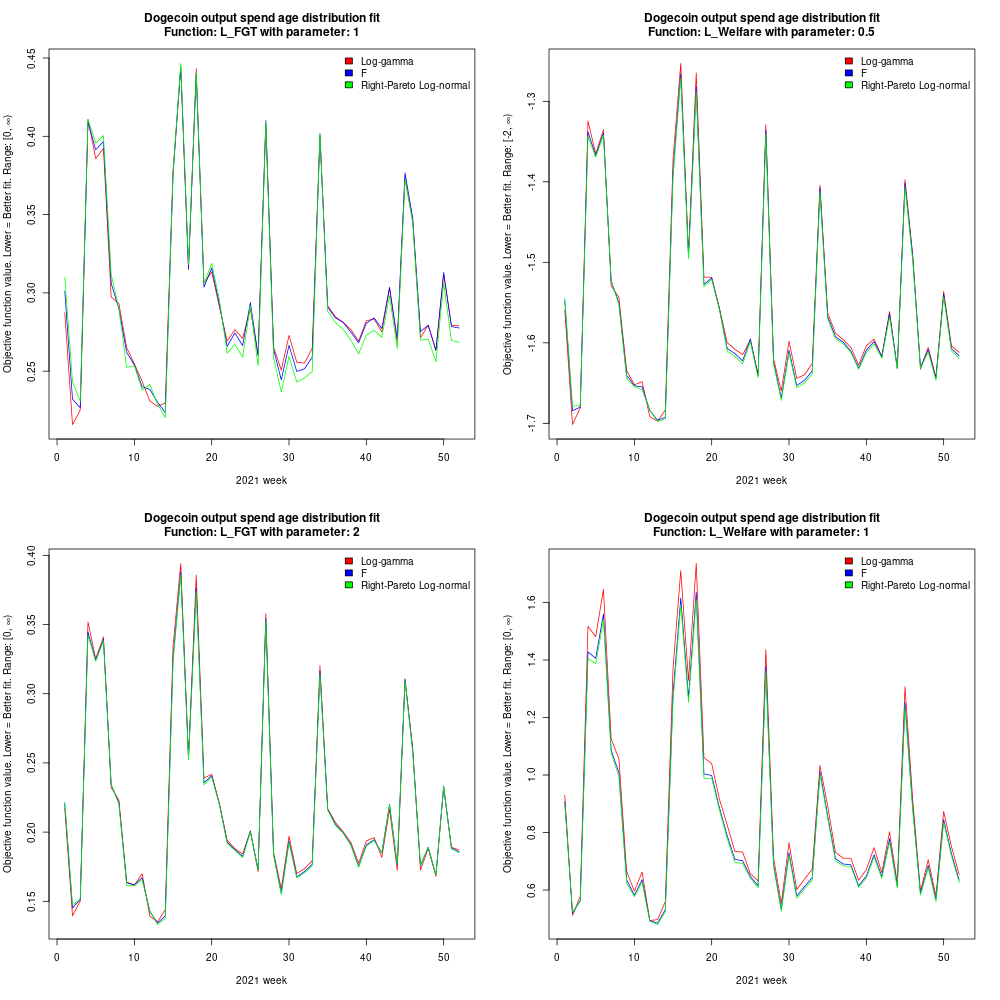 Dogecoin output spend age distribution fit
Function: L_FGT with parameter: 1
Objective function value. Lower = Better fit. Range: [0, ∞)
0.45
0.40
0.35
0.30
0.25
Log-gamma
F
Right-Pareto Log-normal
0 10 20 30 40 50
2021 week
Dogecoin output spend age distribution fit
Function: L_Welfare with parameter: 0.5
Objective function value. Lower = Better fit. Range: [-2, ∞)
-1.3
-1.4
-1.5
-1.6
-1.7
Log-gamma
F
Right-Pareto Log-normal
0 10 20 30 40 50
2021 week
Dogecoin output spend age distribution fit
Function: L_FGT with parameter: 2
Objective function value. Lower = Better fit. Range: [0, ∞)
0.40
0.35
0.30
0.25
0.20
0.15
Log-gamma
F
Right-Pareto Log-normal
0 10 20 30 40 50
2021 week
Dogecoin output spend age distribution fit
Function: L_Welfare with parameter: 1
Objective function value. Lower = Better fit. Range: [0, ∞)
1.6
1.4
1.2
1.0
0.8
0.6
Log-gamma
F
Right-Pareto Log-normal
0 10 20 30 40 50
2021 week